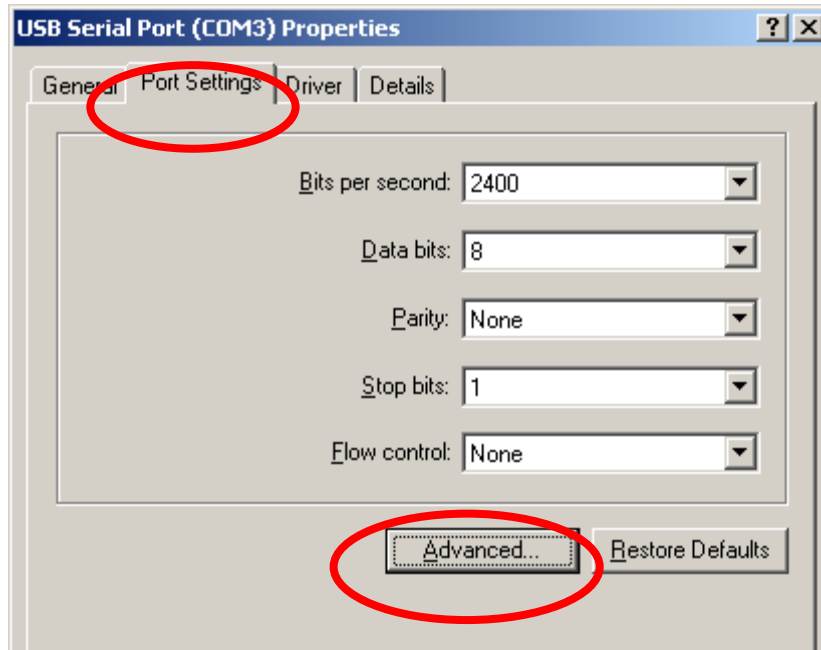 USB Serial Port (COM3) Properties
General Port Settings Driver Details
Bits per second: 2400
Data bits: 8
Parity: None
Stop bits: 1
Flow control: None
Advanced... Restore Defaults